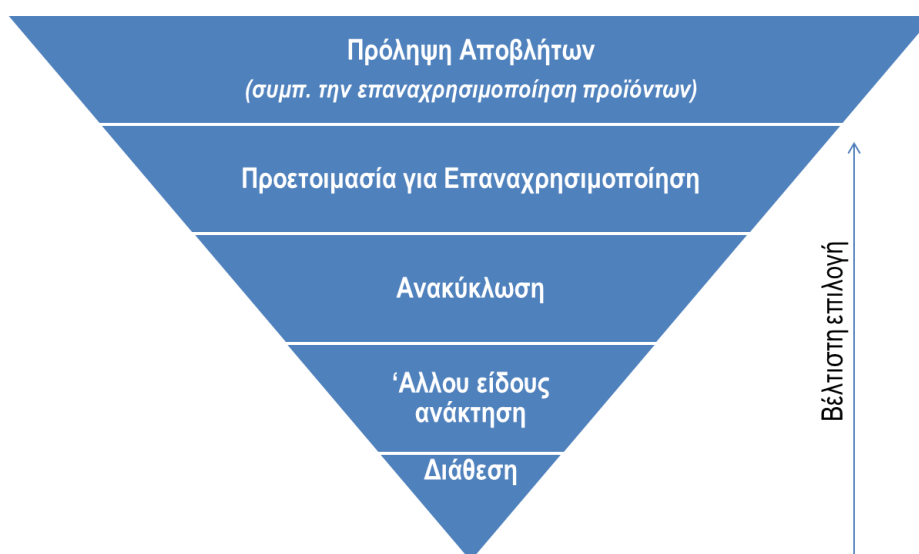 Πρόληψη Αποβλήτων
(συμπ. την επαναχρησιμοποίηση προϊόντων)
Προετοιμασία για Επαναχρησιμοποίηση
Ανακύκλωση
‘Αλλου είδους
ανάκτηση
Διάθεση
Βέλτιστη επιλογή